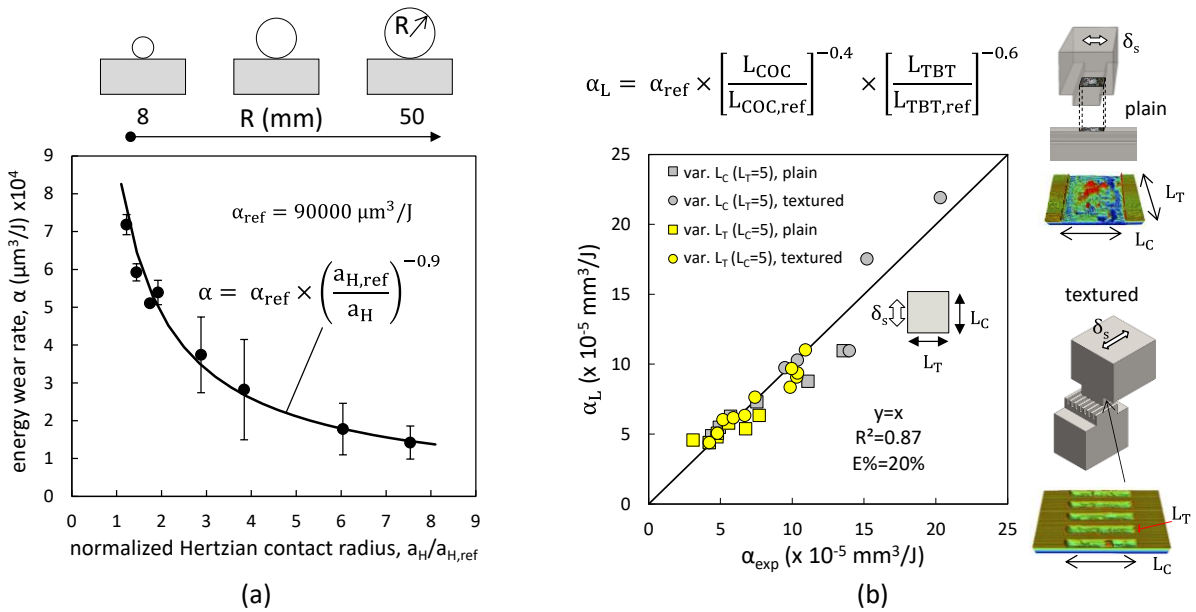 R
8
R (mm)
50
energy wear rate, α (µm³/J) x10⁴
9
8
7
6
5
4
3
2
1
0
α_ref = 90000 µm³/J
α = α_ref × (a_H,ref / a_H)^−0.9
0 1 2 3 4 5 6 7 8 9
normalized Hertzian contact radius, a_H/a_H,ref
(a)
α_L = α_ref × [L_COC / L_COC,ref]^−0.4 × [L_TBT / L_TBT,ref]^−0.6
α_L (x 10⁻⁵ mm³/J)
25
20
15
10
5
0
var. L_C (L_T=5), plain
var. L_C (L_T=5), textured
var. L_T (L_C=5), plain
var. L_T (L_C=5), textured
δ_s
L_C
L_T
y=x
R²=0.87
E%=20%
0 5 10 15 20 25
α_exp (x 10⁻⁵ mm³/J)
(b)
δ_s
plain
L_T
L_C
textured
δ_s
L_T
L_C